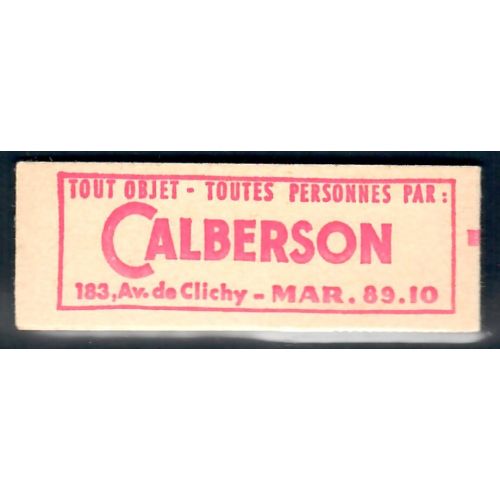 TOUT OBJET - TOUTES PERSONNES PAR :
CALBERSON
183, Av. de Clichy - MAR. 89.10